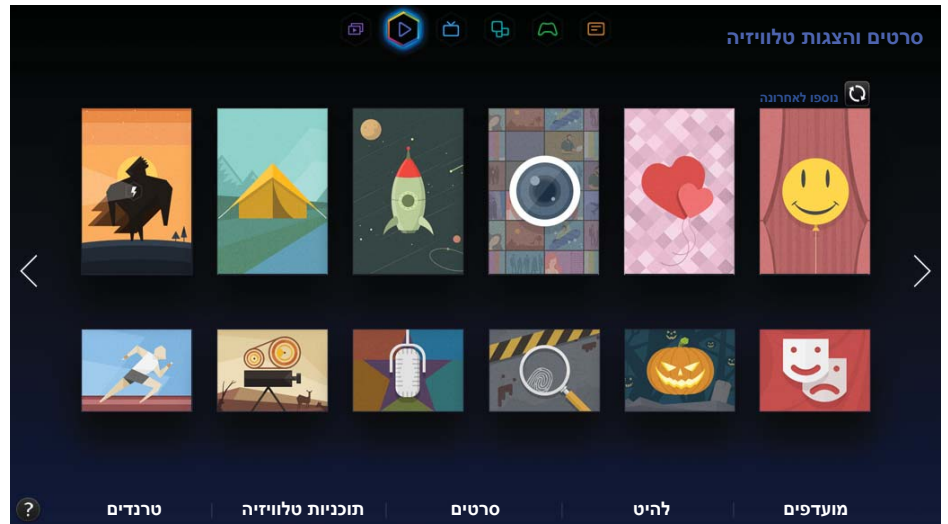 סרטים והצגות טלוויזיה
נוספו לאחרונה
מועדפים
להיט
סרטים
תוכניות טלוויזיה
טרנדים
?